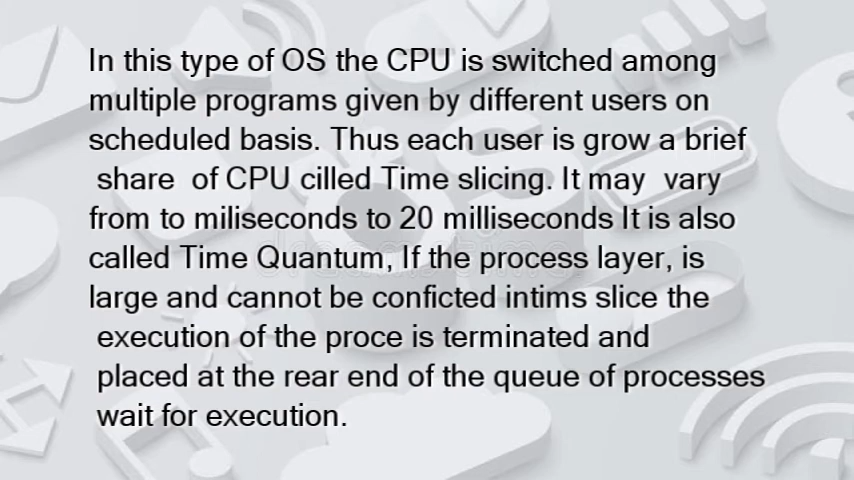 In this type of OS the CPU is switched among
multiple programs given by different users on
scheduled basis. Thus each user is grow a brief
share of CPU cilled Time slicing. It may vary
from to miliseconds to 20 milliseconds It is also
called Time Quantum, If the process layer, is
large and cannot be conficted intims slice the
execution of the proce is terminated and
placed at the rear end of the queue of processes
wait for execution.